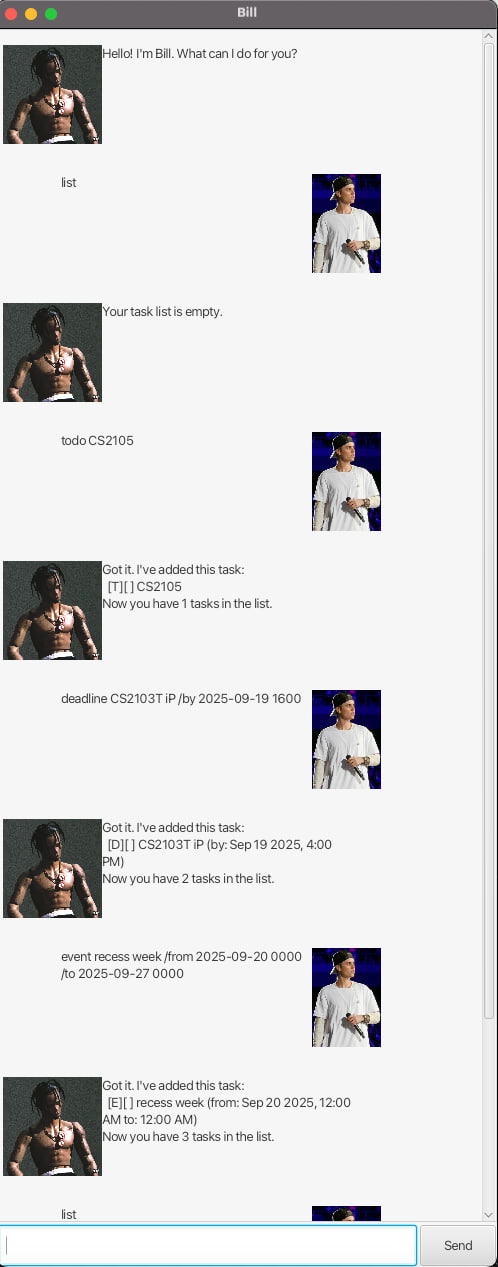 Bill
Hello! I'm Bill. What can I do for you?
list
Your task list is empty.
todo CS2105
Got it. I've added this task:
[T][ ] CS2105
Now you have 1 tasks in the list.
deadline CS2103T iP /by 2025-09-19 1600
Got it. I've added this task:
[D][ ] CS2103T iP (by: Sep 19 2025, 4:00
PM)
Now you have 2 tasks in the list.
event recess week /from 2025-09-20 0000
/to 2025-09-27 0000
Got it. I've added this task:
[E][ ] recess week (from: Sep 20 2025, 12:00
AM to: 12:00 AM)
Now you have 3 tasks in the list.
list
Send